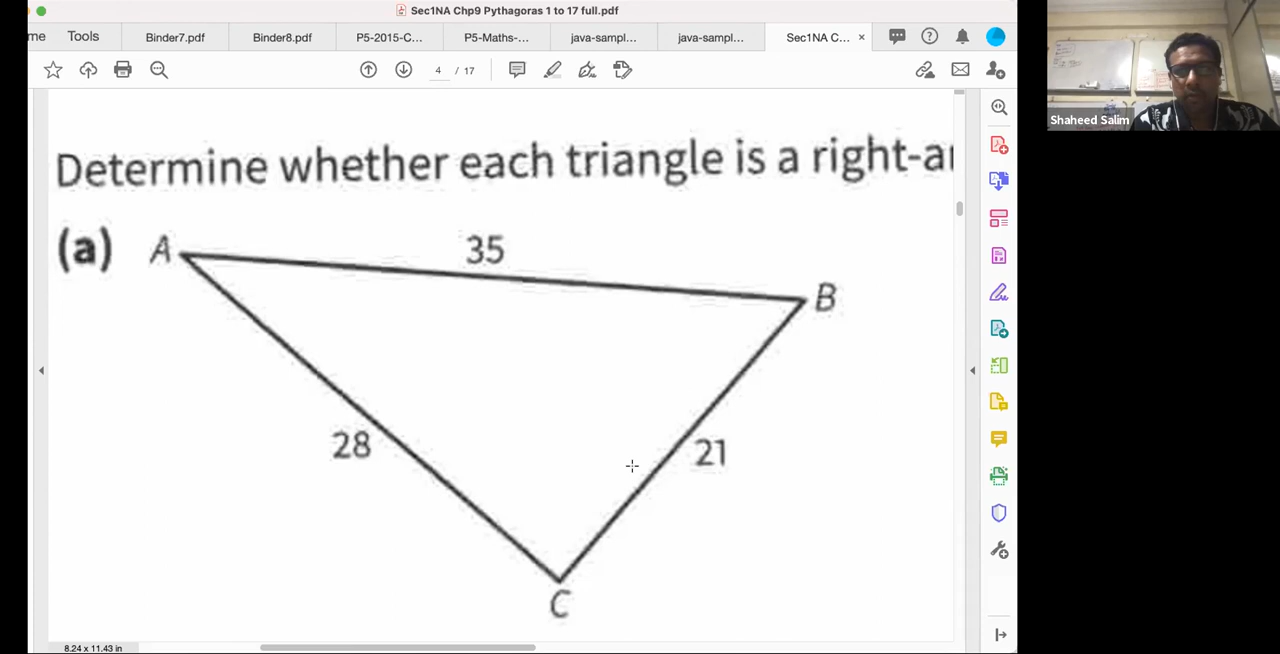 Sec1NA Chp9 Pythagoras 1 to 17 full.pdf
me Tools Binder7.pdf Binder8.pdf P5-2015-C... P5-Maths-... java-sampl... java-sampl... Sec1NA C... ×
4 / 17
Shaheed Salim
Determine whether each triangle is a right-a
(a) A 35
B
28 21
C
8.24 x 11.43 in